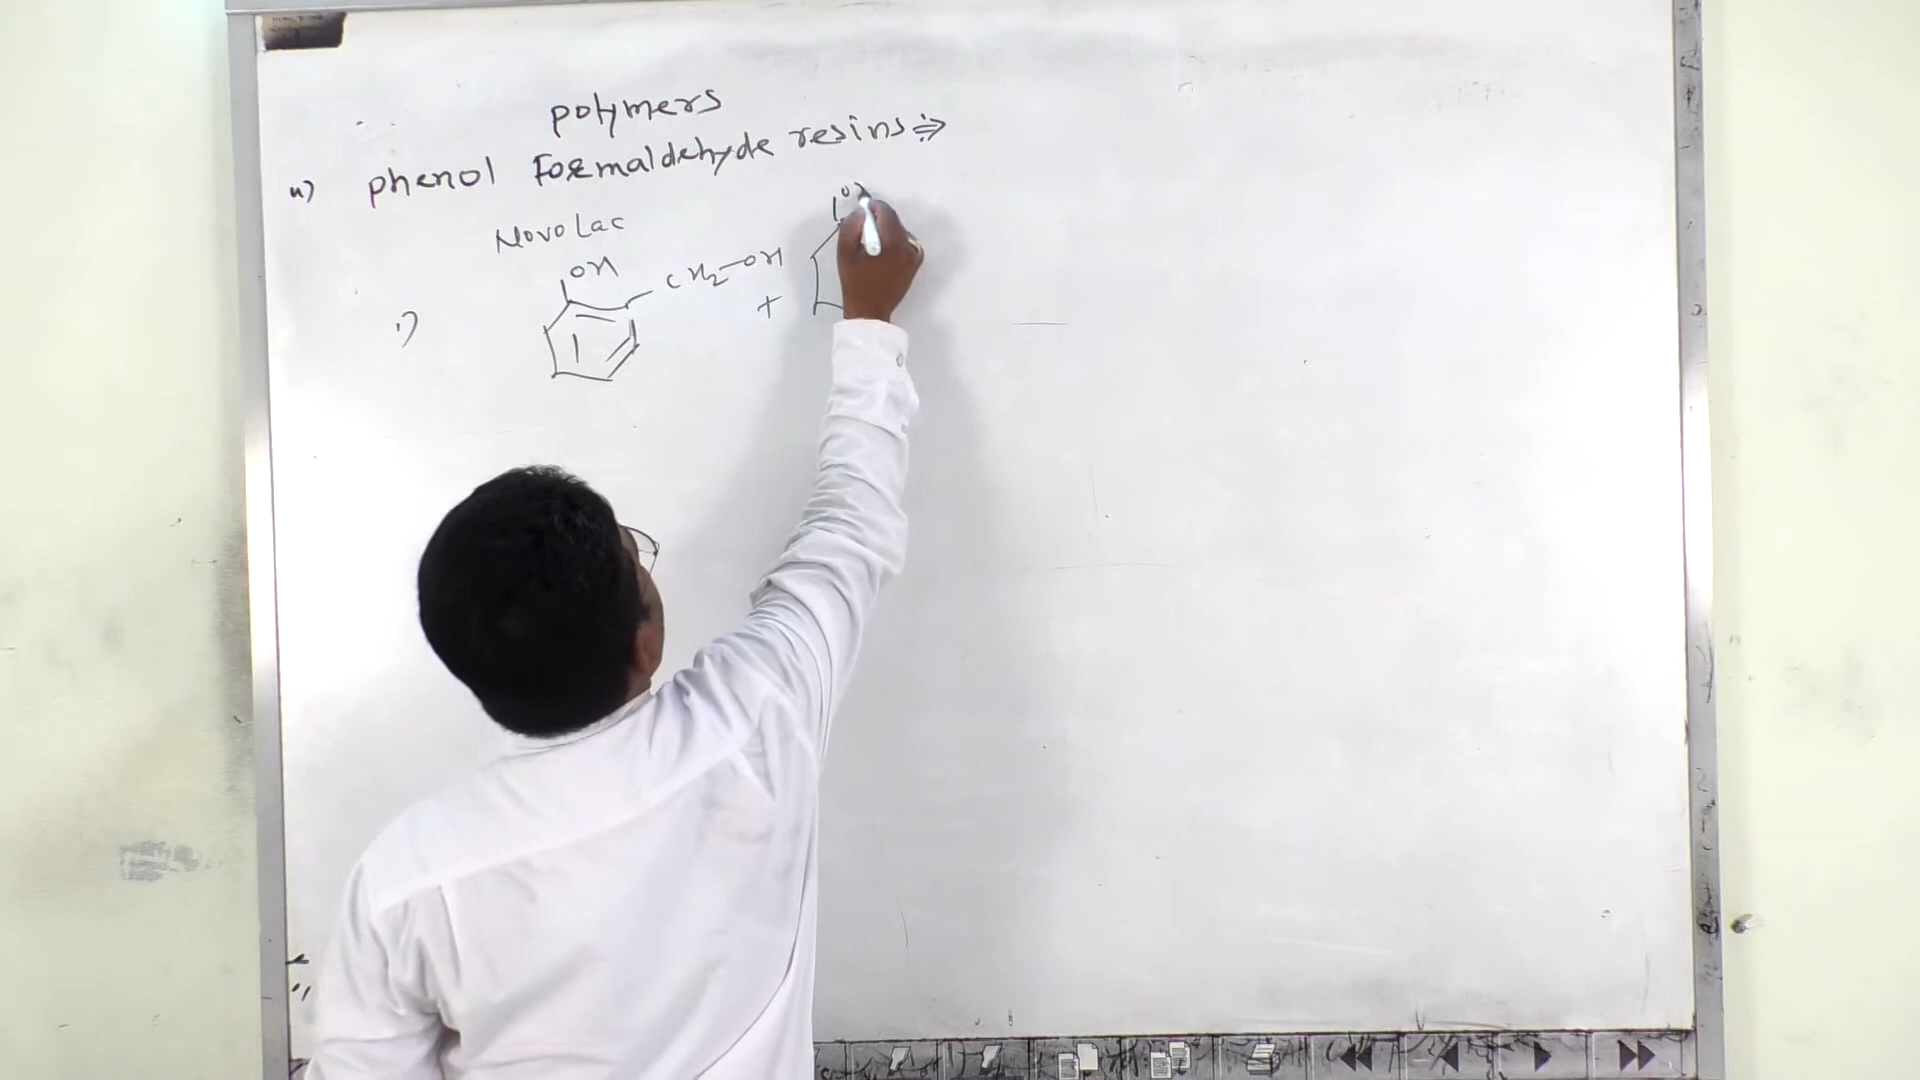 polymers
n) phenol Formaldehyde resins ⇒
Novolac
OH
CH2-OH
i)
+